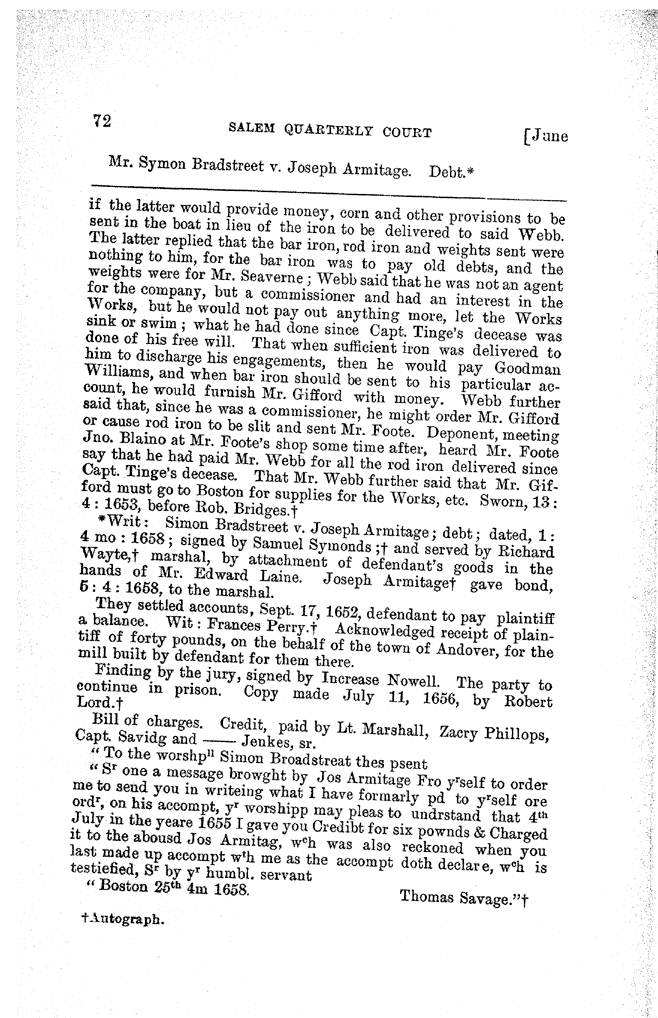 72 SALEM QUARTERLY COURT [June
Mr. Symon Bradstreet v. Joseph Armitage. Debt.*
if the latter would provide money, corn and other provisions to be
sent in the boat in lieu of the iron to be delivered to said Webb.
The latter replied that the bar iron, rod iron and weights sent were
nothing to him, for the bar iron was to pay old debts, and the
weights were for Mr. Seaverne; Webb said that he was not an agent
for the company, but a commissioner and had an interest in the
Works, but he would not pay out anything more, let the Works
sink or swim; what he had done since Capt. Tinge's decease was
done of his free will. That when sufficient iron was delivered to
him to discharge his engagements, then he would pay Goodman
Williams, and when bar iron should be sent to his particular ac-
count, he would furnish Mr. Gifford with money. Webb further
said that, since he was a commissioner, he might order Mr. Gifford
or cause rod iron to be slit and sent Mr. Foote. Deponent, meeting
Jno. Blaino at Mr. Foote's shop some time after, heard Mr. Foote
say that he had paid Mr. Webb for all the rod iron delivered since
Capt. Tinge's decease. That Mr. Webb further said that Mr. Gif-
ford must go to Boston for supplies for the Works, etc. Sworn, 13:
4: 1653, before Rob. Bridges.†
*Writ: Simon Bradstreet v. Joseph Armitage; debt; dated, 1:
4 mo: 1658; signed by Samuel Symonds;† and served by Richard
Wayte,† marshal, by attachment of defendant's goods in the
hands of Mr. Edward Laine. Joseph Armitage† gave bond,
5: 4: 1658, to the marshal.
They settled accounts, Sept. 17, 1652, defendant to pay plaintiff
a balance. Wit: Frances Perry.† Acknowledged receipt of plain-
tiff of forty pounds, on the behalf of the town of Andover, for the
mill built by defendant for them there.
Finding by the jury, signed by Increase Nowell. The party to
continue in prison. Copy made July 11, 1656, by Robert
Lord.†
Bill of charges. Credit, paid by Lt. Marshall, Zacry Phillops,
Capt. Savidg and —— Jenkes, sr.
"To the worshpˡˡ Simon Broadstreat thes psent
"Sʳ one a message browght by Jos Armitage Fro yʳself to order
me to send you in writeing what I have formarly pd to yʳself ore
ordʳ, on his accompt, yʳ worshipp may pleas to undrstand that 4ᵗʰ
July in the yeare 1655 I gave you Credibt for six pownds & Charged
it to the abousd Jos Armitag, wᶜh was also reckoned when you
last made up accompt wᵗh me as the accompt doth declare, wᶜh is
testiefied, Sʳ by yʳ humbl. servant
"Boston 25ᵗʰ 4m 1658. Thomas Savage."†
†Autograph.